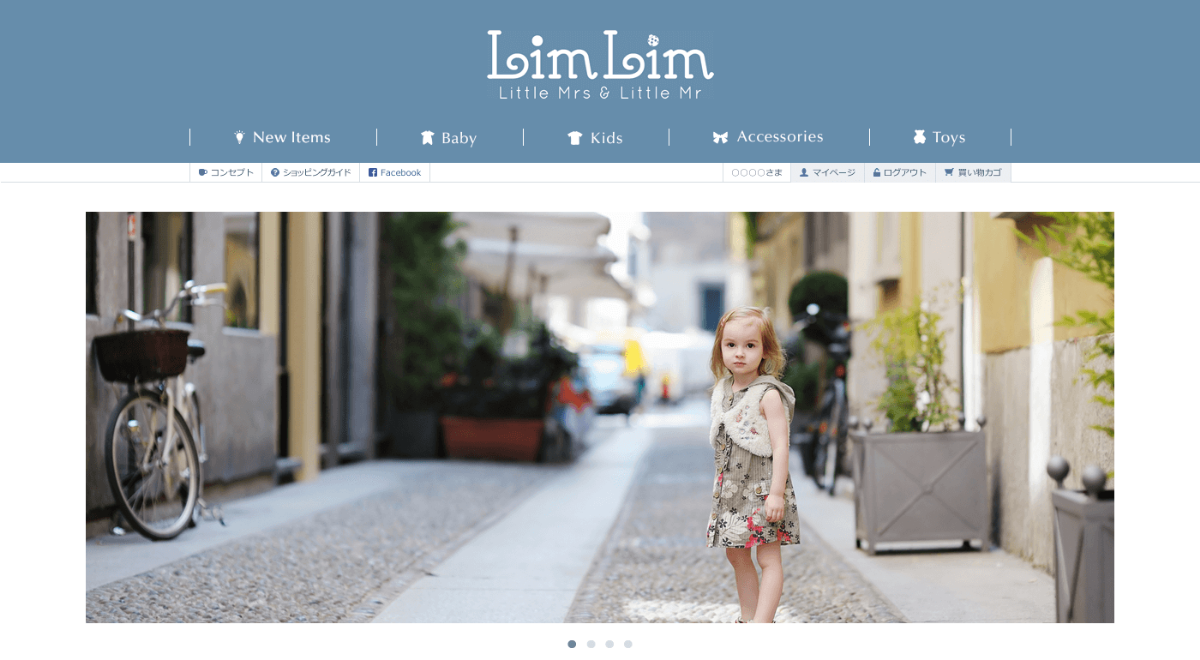 Lim Lim
Little Mrs & Little Mr
New Items
Baby
Kids
Accessories
Toys
コンセプト
ショッピングガイド
Facebook
○○○○さま
マイページ
ログアウト
買い物カゴ